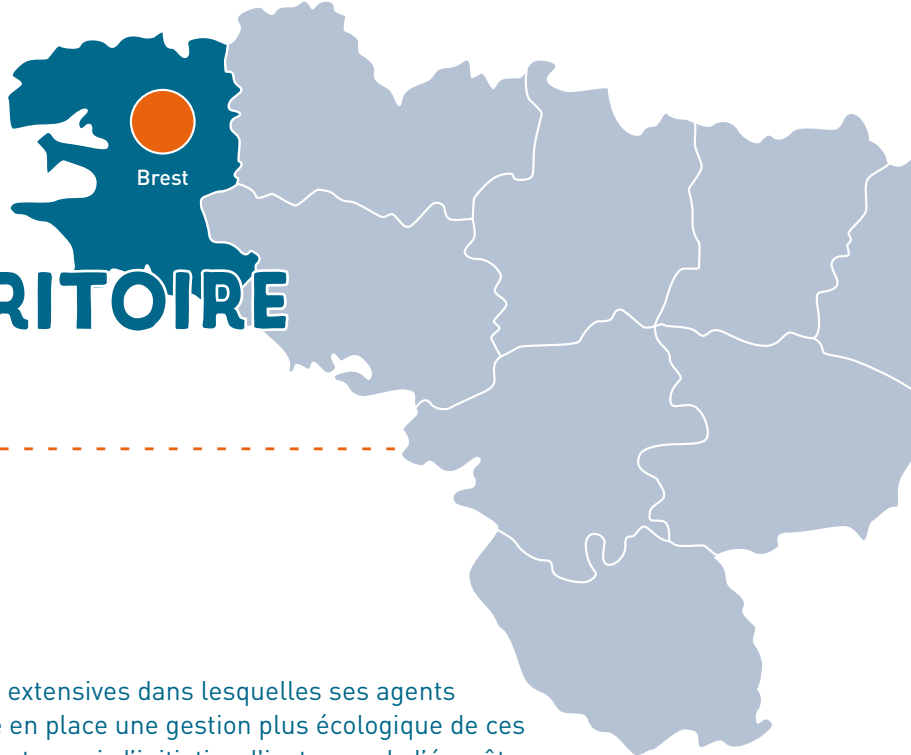 Brest
RITOIRE
extensives dans lesquelles ses agents
en place une gestion plus écologique de ces